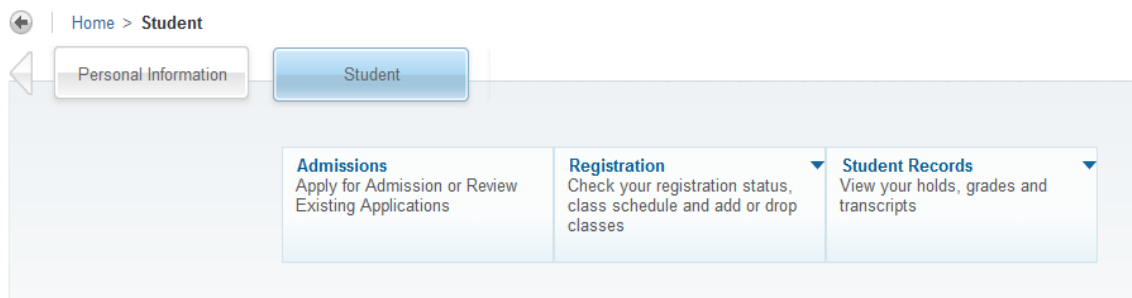 Home > Student
Personal Information
Student
Admissions
Apply for Admission or Review
Existing Applications
Registration
Check your registration status,
class schedule and add or drop
classes
Student Records
View your holds, grades and
transcripts